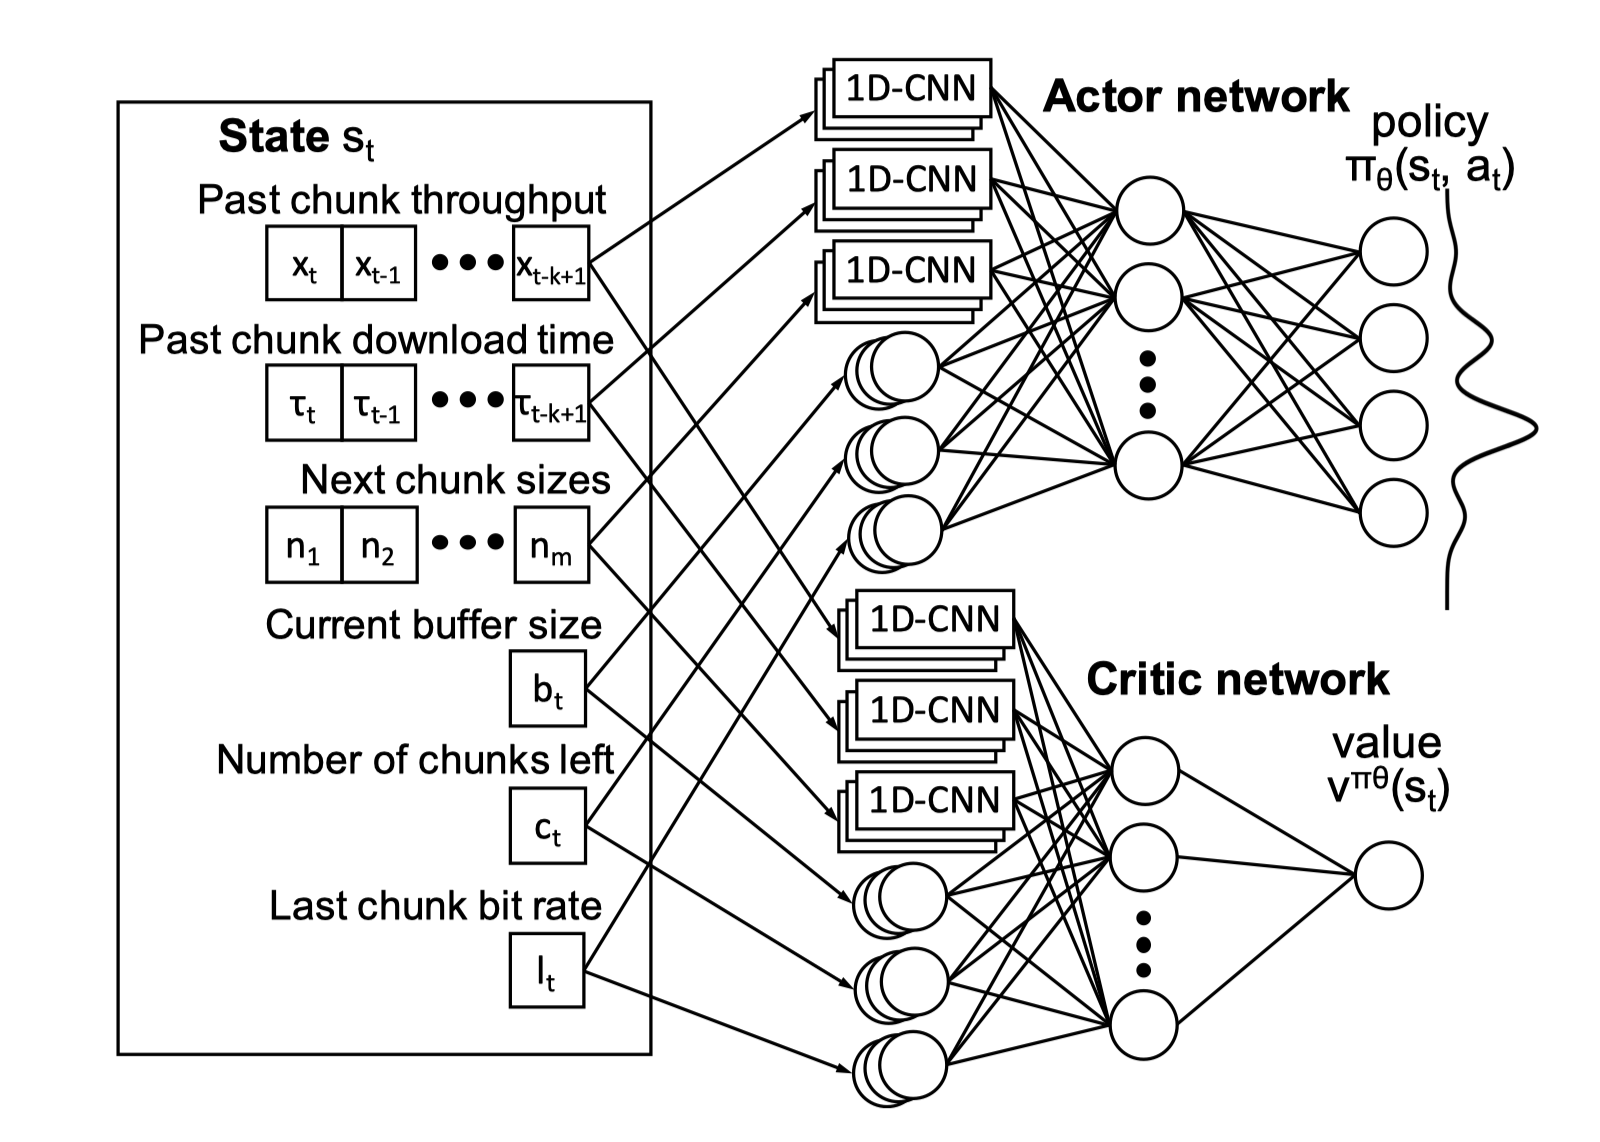 State sₜ
Past chunk throughput
xₜ xₜ₋₁ ••• xₜ₋ₖ₊₁
Past chunk download time
τₜ τₜ₋₁ ••• τₜ₋ₖ₊₁
Next chunk sizes
n₁ n₂ ••• nₘ
Current buffer size
bₜ
Number of chunks left
cₜ
Last chunk bit rate
lₜ
1D-CNN
1D-CNN
1D-CNN
Actor network
policy
π_θ(sₜ, aₜ)
1D-CNN
1D-CNN
1D-CNN
Critic network
value
v^πθ(sₜ)